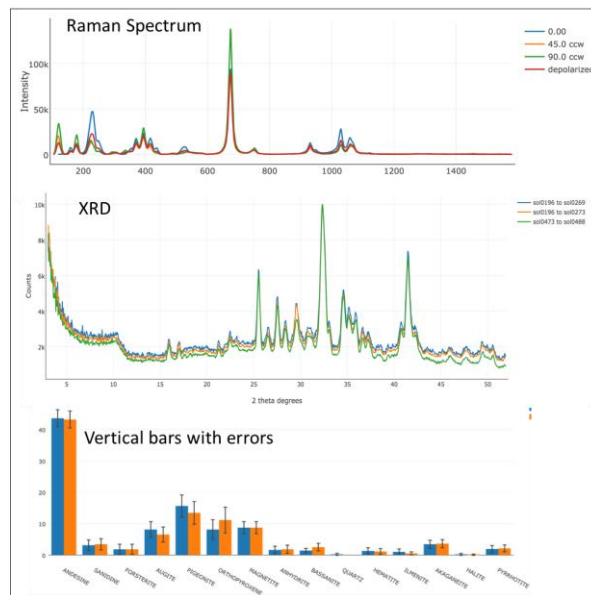 Raman Spectrum
0.00
45.0 ccw
90.0 ccw
depolarized
Intensity
100k
50k
0
200 400 600 800 1000 1200 1400
XRD
sol0196 to sol0269
sol0196 to sol0273
sol0473 to sol0488
Counts
10k
8k
6k
4k
2k
5 10 15 20 25 30 35 40 45 50
2 theta degrees
Vertical bars with errors
40
30
20
10
0
ANDESINE SANIDINE FORSTERITE AUGITE PIGEONITE ORTHOPYROXENE MAGNETITE ANHYDRITE BASSANITE QUARTZ HEMATITE ILMENITE AKAGANEITE HALITE PYRRHOTITE